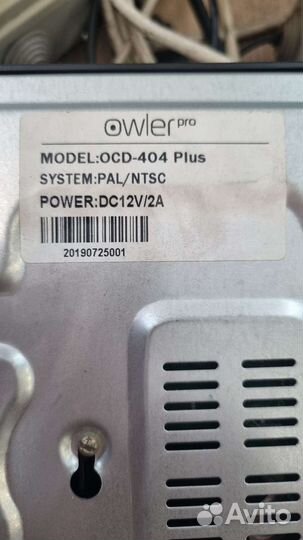 owler pro
MODEL:OCD-404 Plus
SYSTEM:PAL/NTSC
POWER:DC12V/2A
20190725001
Avito